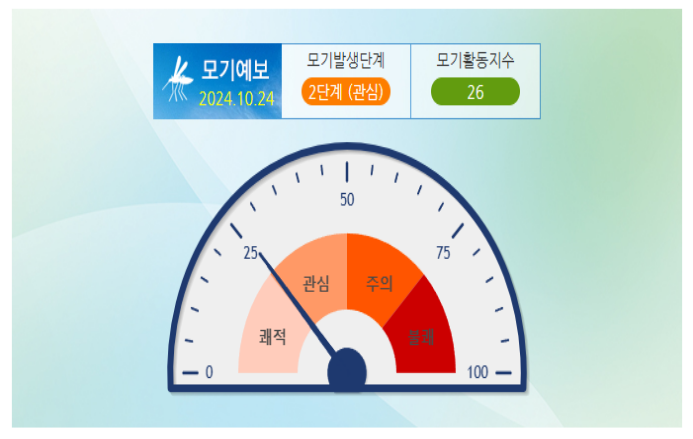 모기예보
2024.10.24
모기발생단계
2단계 (관심)
모기활동지수
26
50
25
75
관심
주의
쾌적
불쾌
0
100